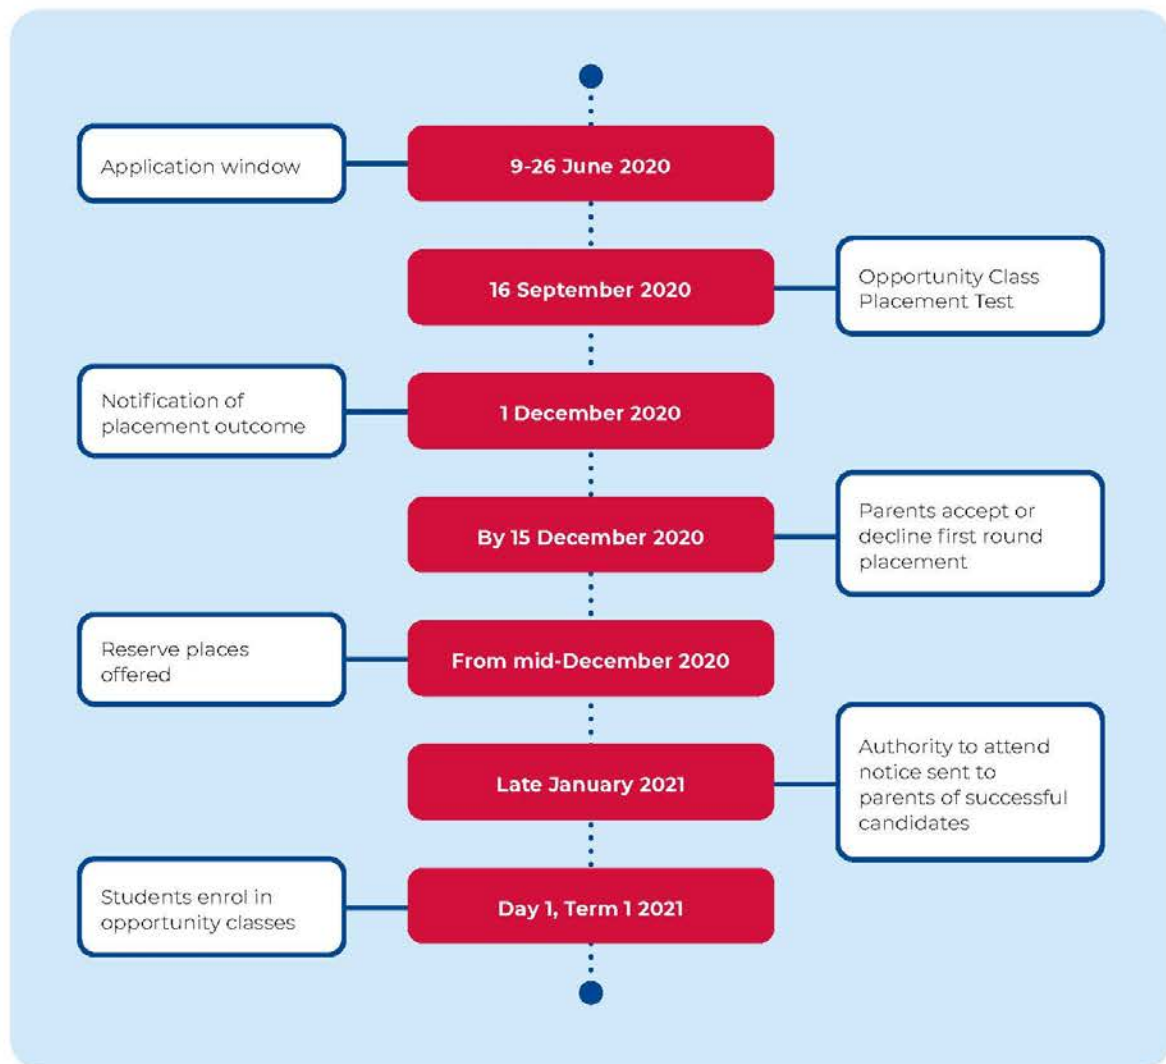 Application window
9-26 June 2020
16 September 2020
Opportunity Class
Placement Test
Notification of
placement outcome
1 December 2020
By 15 December 2020
Parents accept or
decline first round
placement
Reserve places
offered
From mid-December 2020
Late January 2021
Authority to attend
notice sent to
parents of successful
candidates
Students enrol in
opportunity classes
Day 1, Term 1 2021